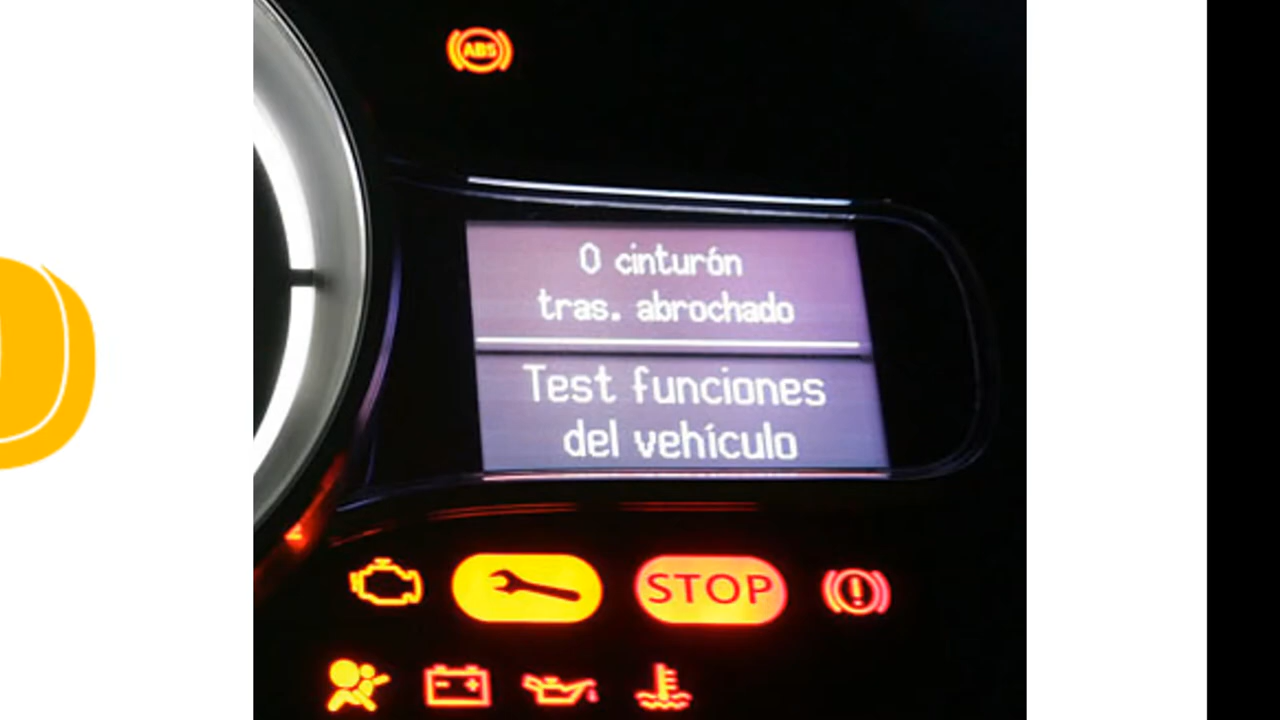 ABS
0 cinturón
tras. abrochado
Test funciones
del vehículo
STOP